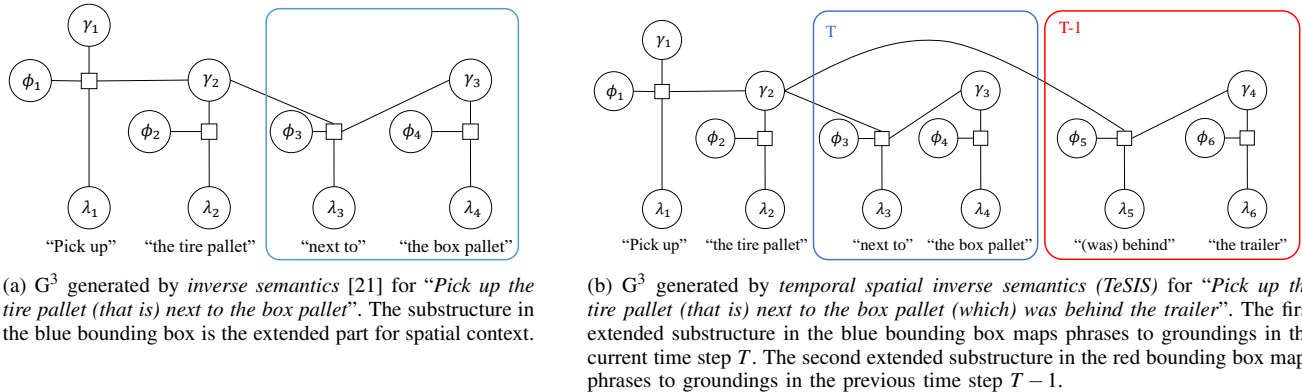 γ1
ϕ1
γ2
γ3
ϕ2
ϕ3
ϕ4
λ1
λ2
λ3
λ4
“Pick up”
“the tire pallet”
“next to”
“the box pallet”
(a) G³ generated by inverse semantics [21] for “Pick up the
tire pallet (that is) next to the box pallet”. The substructure in
the blue bounding box is the extended part for spatial context.
T
T-1
γ1
ϕ1
γ2
γ3
γ4
ϕ2
ϕ3
ϕ4
ϕ5
ϕ6
λ1
λ2
λ3
λ4
λ5
λ6
“Pick up”
“the tire pallet”
“next to”
“the box pallet”
“(was) behind”
“the trailer”
(b) G³ generated by temporal spatial inverse semantics (TeSIS) for “Pick up th
tire pallet (that is) next to the box pallet (which) was behind the trailer”. The firs
extended substructure in the blue bounding box maps phrases to groundings in th
current time step T. The second extended substructure in the red bounding box map
phrases to groundings in the previous time step T − 1.